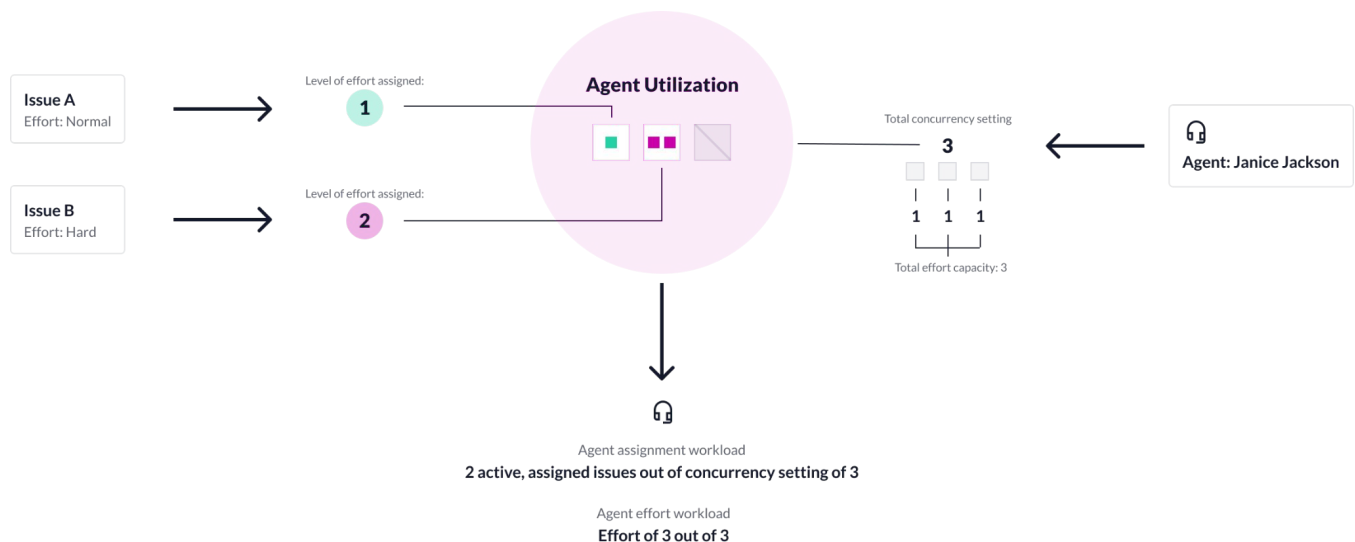 Issue A
Effort: Normal
Level of effort assigned:
1
Issue B
Effort: Hard
Level of effort assigned:
2
Agent Utilization
Total concurrency setting
3
1 1 1
Total effort capacity: 3
Agent: Janice Jackson
Agent assignment workload
2 active, assigned issues out of concurrency setting of 3
Agent effort workload
Effort of 3 out of 3